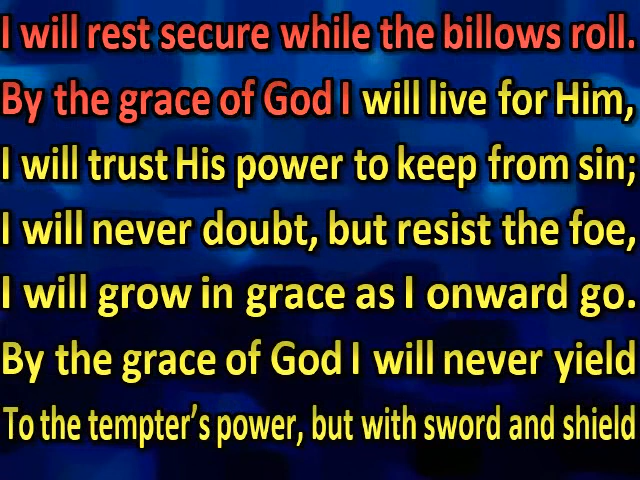 I will rest secure while the billows roll.
By the grace of God I will live for Him,
I will trust His power to keep from sin;
I will never doubt, but resist the foe,
I will grow in grace as I onward go.
By the grace of God I will never yield
To the tempter’s power, but with sword and shield